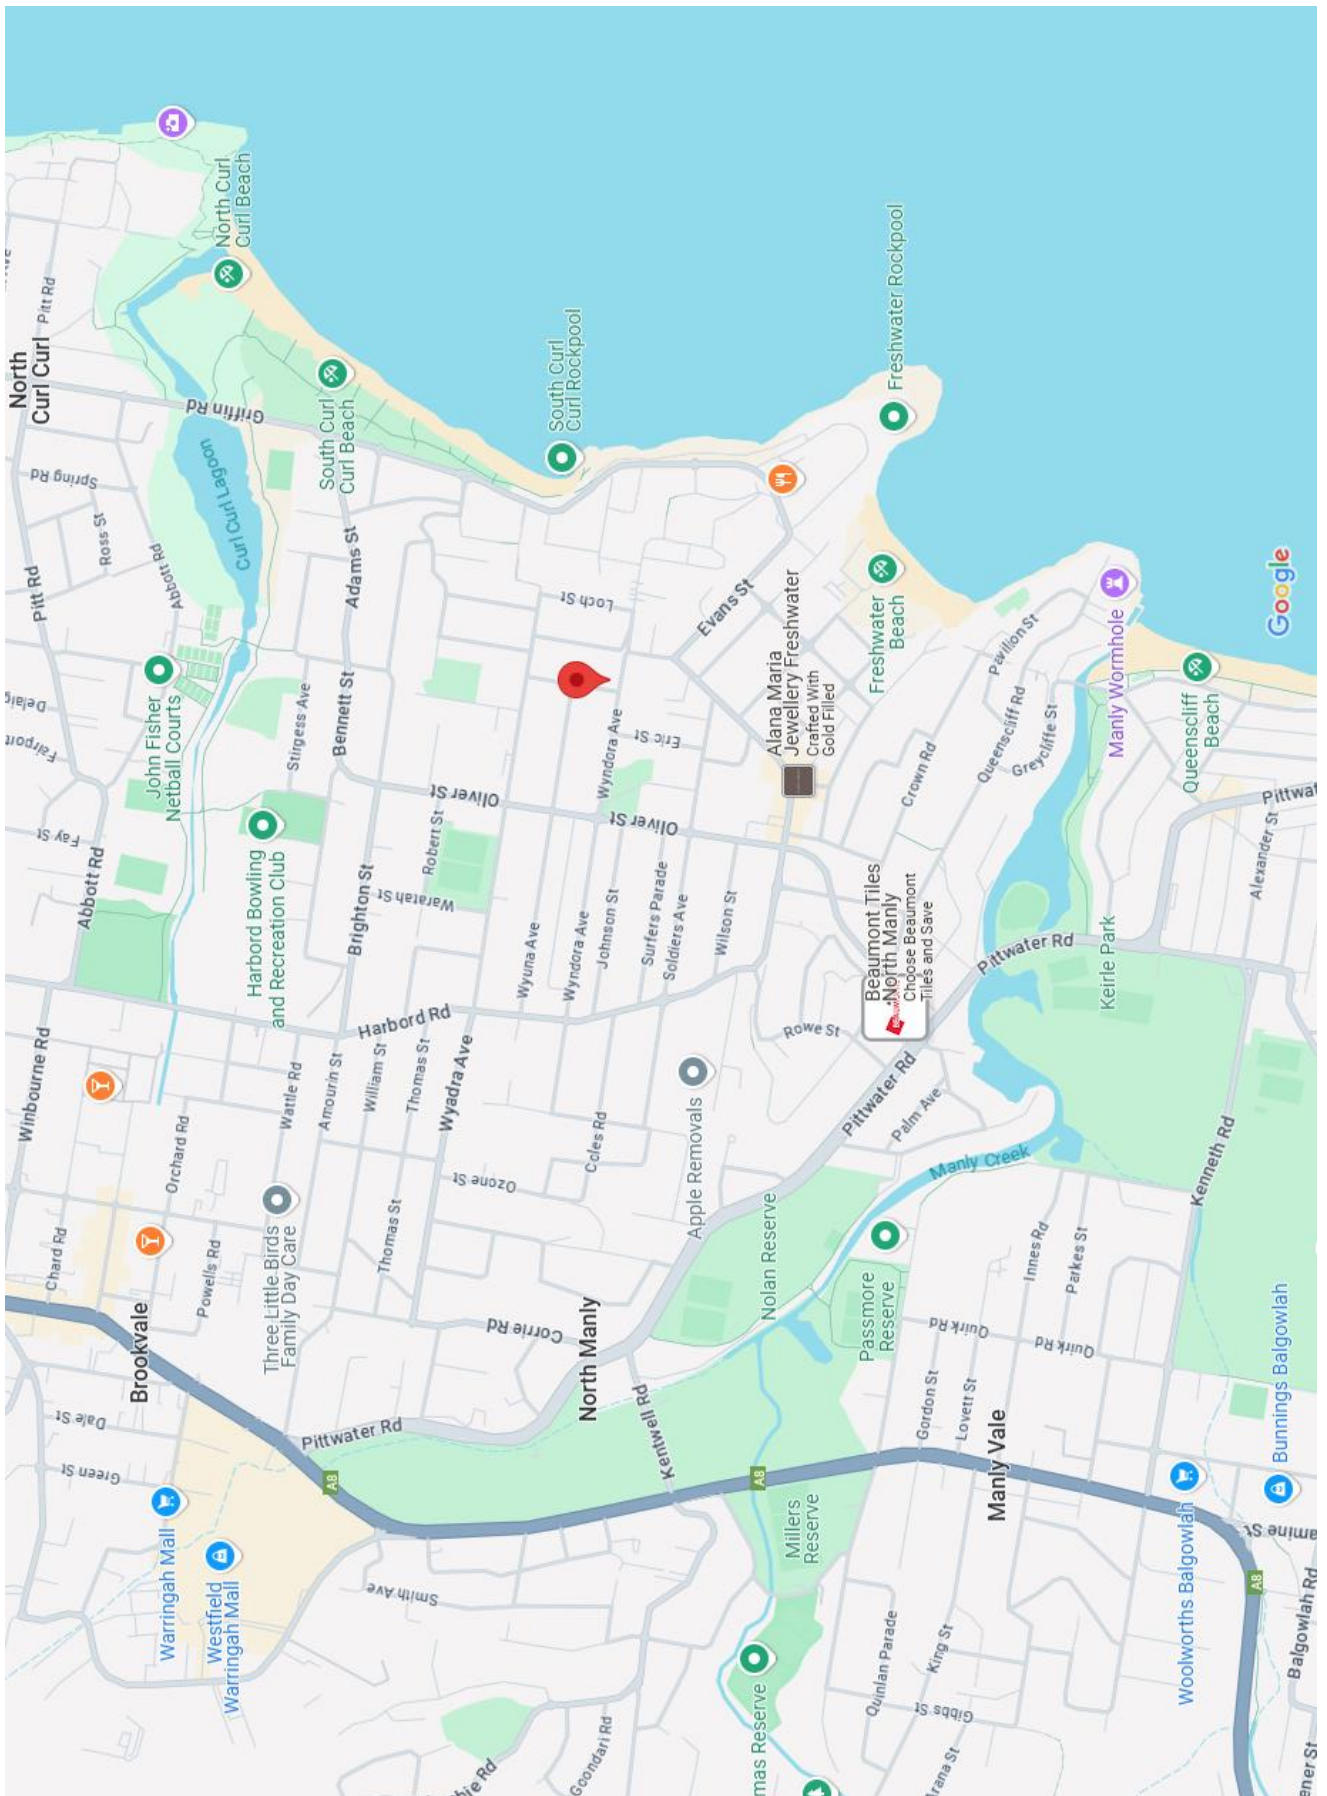 North
Curl Curl
Pitt Rd
North Curl
Curl Beach
Griffin Rd
Spring Rd
Ross St
Abbott Rd
Pitt Rd
Curl Curl Lagoon
South Curl
Curl Beach
South Curl
Curl Rockpool
Freshwater Rockpool
Adams St
Loch St
Evans St
Freshwater
Beach
Manly Wormhole
Google
Pavilion St
Queenscliff Rd
Greycliffe St
Crown Rd
Queenscliff
Beach
John Fisher
Netball Courts
Stirgess Ave
Bennett St
Wyndora Ave
Eric St
Alana Maria
Jewellery Freshwater
Crafted With
Gold Filled
Oliver St
Oliver St
Robert St
Waratah St
Brighton St
Harbord Bowling
and Recreation Club
Fay St
Abbott Rd
Wyuna Ave
Wyndora Ave
Johnson St
Surfers Parade
Soldiers Ave
Wilson St
Beaumont Tiles
North Manly
Choose Beaumont
Tiles and Save
Pittwater Rd
Keirle Park
Alexander St
Harbord Rd
Winbourne Rd
Orchard Rd
Wattle Rd
Amourin St
William St
Thomas St
Wyadra Ave
Coles Rd
Ozone St
Apple Removals
Rowe St
Pittwater Rd
Palm Ave
Manly Creek
Kenneth Rd
Innes Rd
Parkes St
Chard Rd
Powells Rd
Three Little Birds
Family Day Care
Thomas St
Corrie Rd
North Manly
Nolan Reserve
Passmore
Reserve
Quirk Rd
Quirk Rd
Gordon St
Lovett St
Manly Vale
Brookvale
Dale St
Green St
Pittwater Rd
Kentwell Rd
A8
A8
A8
Millers
Reserve
Warringah Mall
Westfield
Warringah Mall
Smith Ave
Quinlan Parade
King St
Gibbs St
Arana St
Goondari Rd
Woolworths Balgowlah
Bunnings Balgowlah
Balgowlah Rd